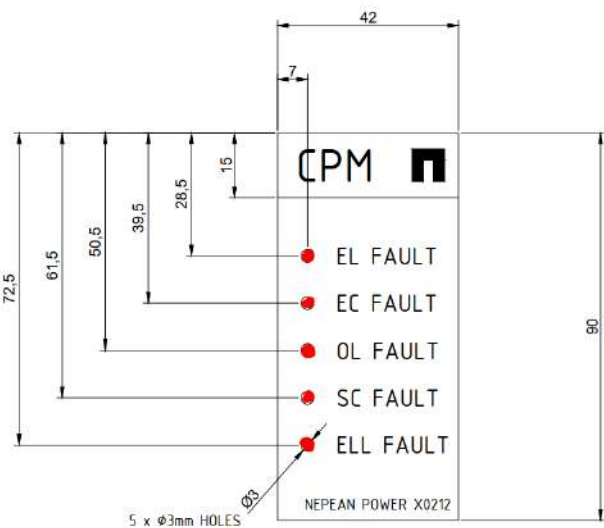 42
7
CPM
15
28,5
39,5
50,5
61,5
72,5
90
EL FAULT
EC FAULT
OL FAULT
SC FAULT
ELL FAULT
Ø3
5 x Ø3mm HOLES
NEPEAN POWER X0212